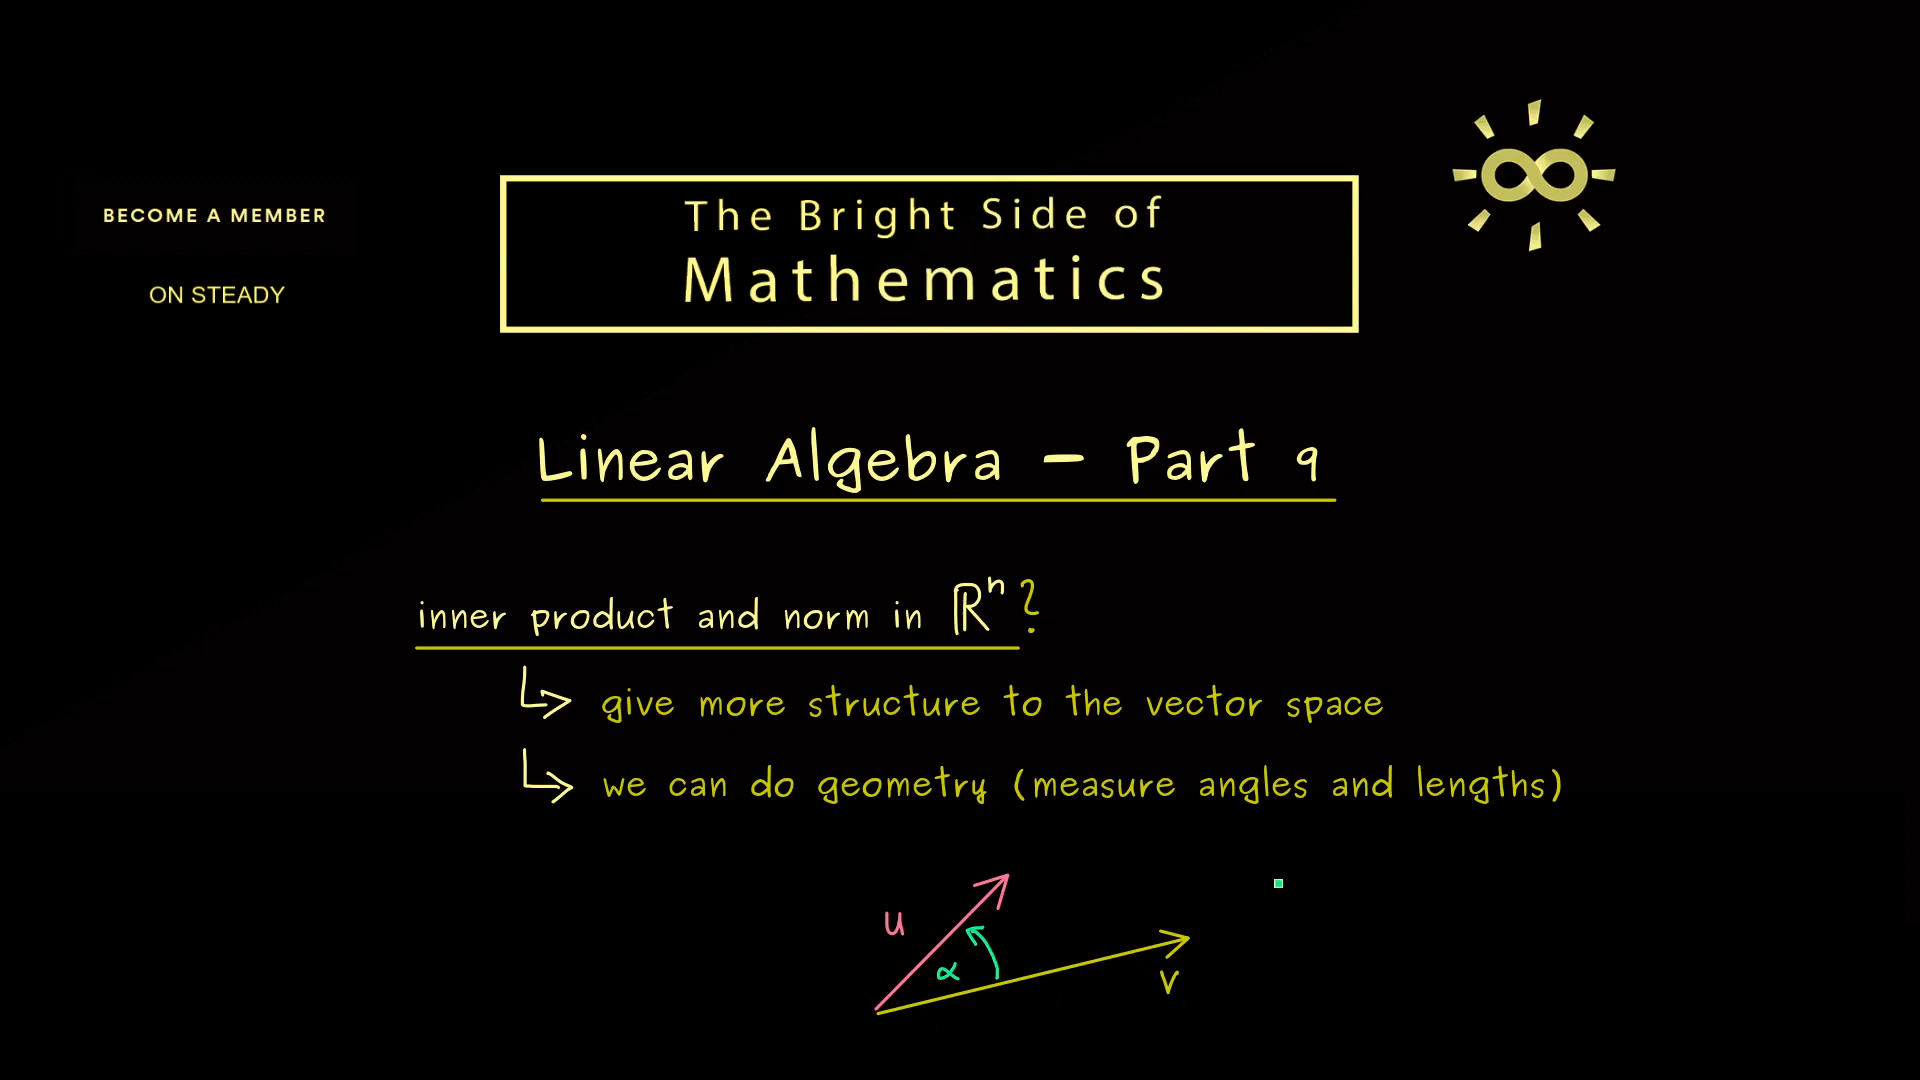 BECOME A MEMBER
ON STEADY
The Bright Side of
Mathematics
Linear Algebra – Part 9
inner product and norm in ℝⁿ?
give more structure to the vector space
we can do geometry (measure angles and lengths)
u
α
v